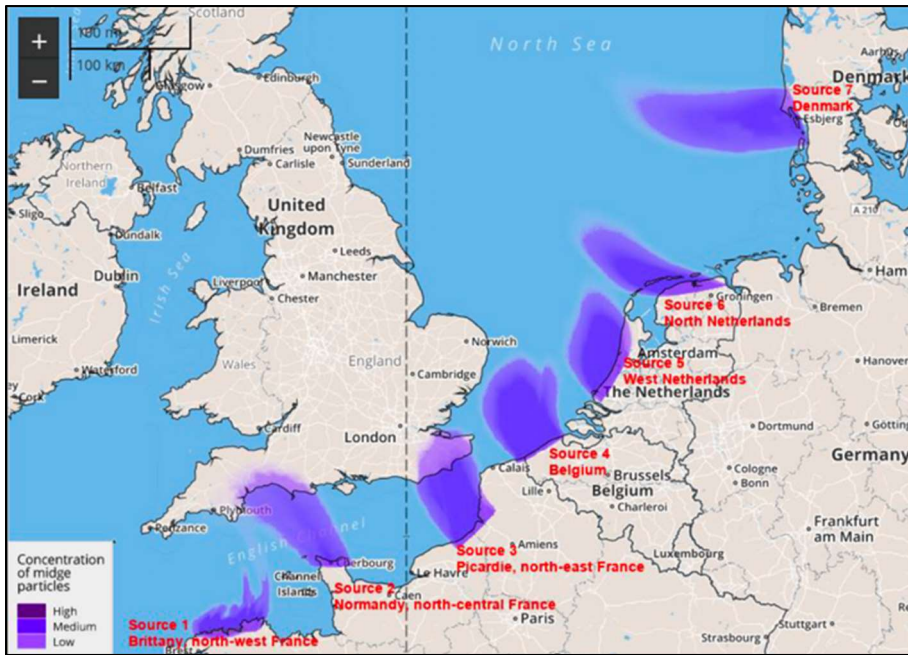 Scotland
100 mi
100 km
+
−
Glasgow
Edinburgh
North Sea
Denmark
Aarhus
Source 7
Denmark
Esbjerg
Newcastle
upon Tyne
Dumfries
Carlisle
Sunderland
Northern
Ireland
Belfast
Sligo
Dundalk
United
Kingdom
A 210
Leeds
Irish Sea
Dublin
Liverpool
Manchester
Chester
Ireland
Limerick
Waterford
Cork
Wales
England
Norwich
Cambridge
Cardiff
London
Source 6
North Netherlands
Groningen
Bremen
Ham
Amsterdam
Source 5
West Netherlands
The Netherlands
Hanover
Dortmund
Götting
Source 4
Belgium
Calais
Lille
Brussels
Belgium
Charleroi
Cologne
Bonn
Germany
Frankfurt
am Main
Plymouth
Penzance
English Channel
Cherbourg
Channel
Islands
Le Havre
Caen
Amiens
Source 3
Picardie, north-east France
Luxembourg
Source 2
Normandy, north-central France
Source 1
Brittany, north-west France
Brest
Paris
Strasbourg
Stuttgart
Concentration
of midge
particles
High
Medium
Low